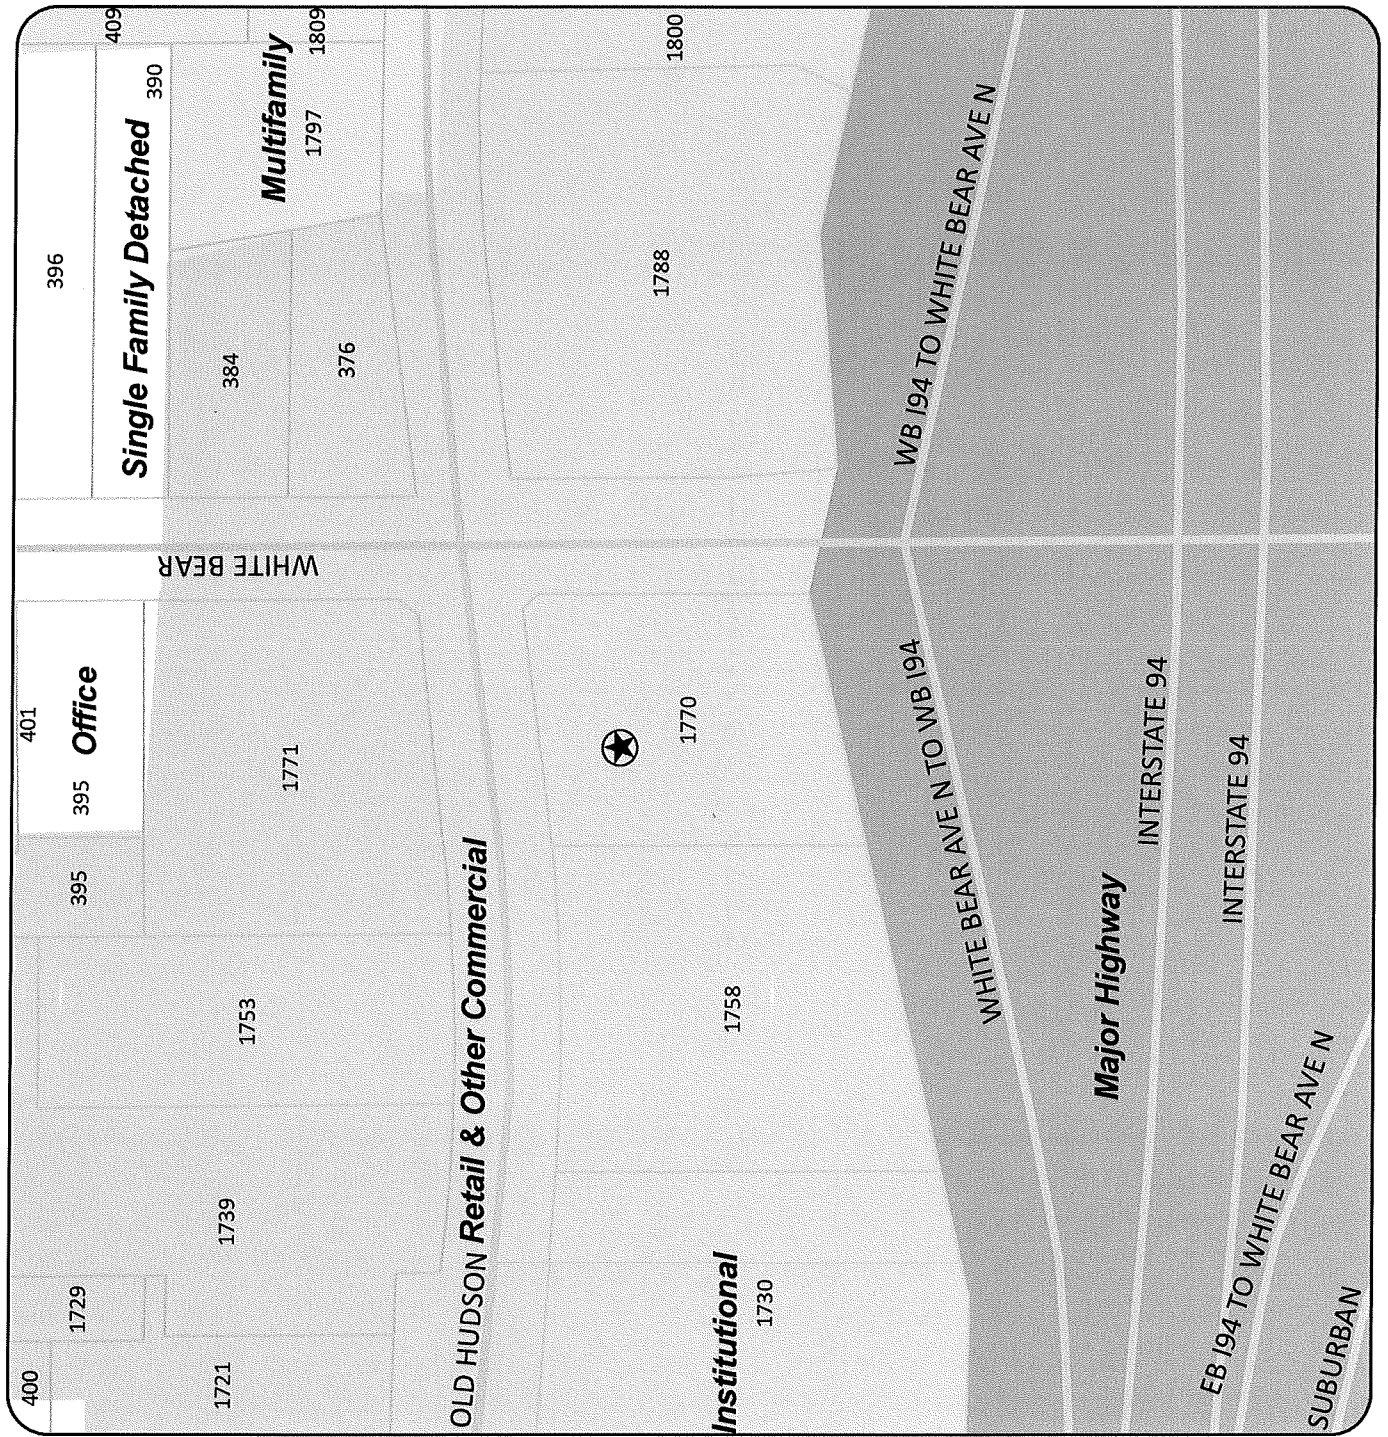 409
1809
1800
390
Multifamily
1797
396
Single Family Detached
384
376
1788
WB I94 TO WHITE BEAR AVE N
WHITE BEAR
401
Office
395
1771
1770
WHITE BEAR AVE N TO WB I94
INTERSTATE 94
INTERSTATE 94
395
1753
1758
Major Highway
OLD HUDSON
Retail & Other Commercial
1739
1729
400
1721
Institutional
1730
EB I94 TO WHITE BEAR AVE N
SUBURBAN